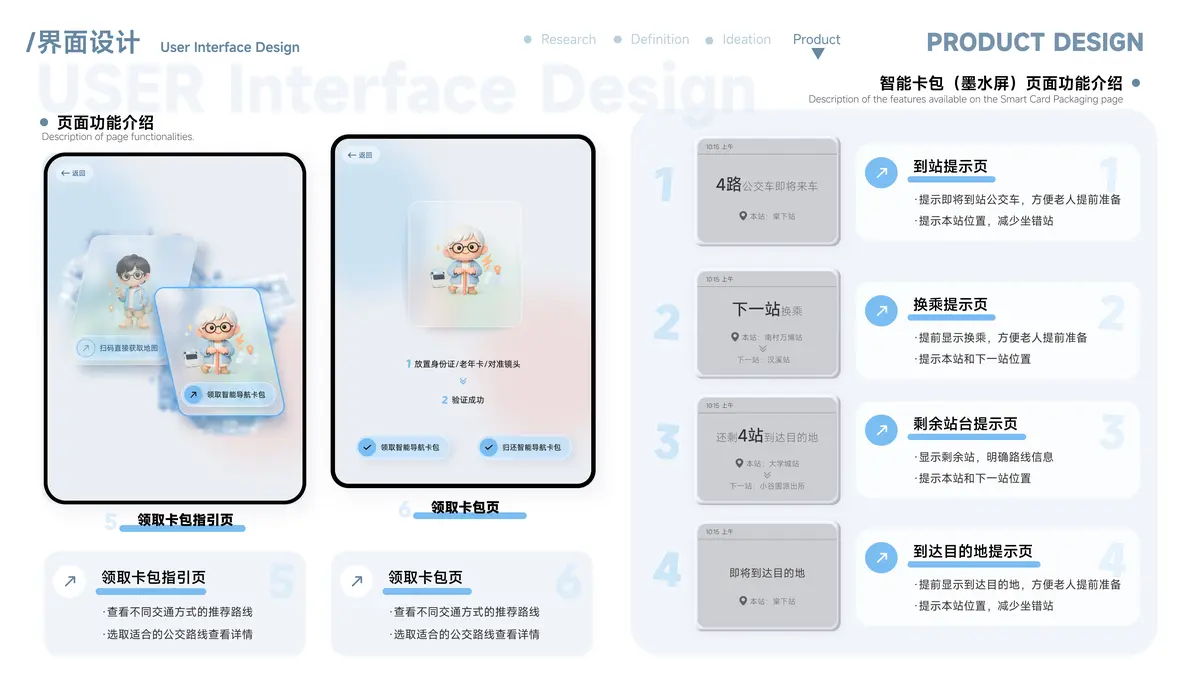 /界面设计
User Interface Design
Research
Definition
Ideation
Product
PRODUCT DESIGN
USER Interface Design
页面功能介绍
Description of page functionalities.
← 返回
扫码直接获取地图
领取智能导航卡包
5
领取卡包指引页
← 返回
1 放置身份证/老年卡/对准镜头
2 验证成功
领取智能导航卡包
归还智能导航卡包
6
领取卡包页
5
领取卡包指引页
·查看不同交通方式的推荐路线
·选取适合的公交路线查看详情
6
领取卡包页
·查看不同交通方式的推荐路线
·选取适合的公交路线查看详情
智能卡包（墨水屏）页面功能介绍
Description of the features available on the Smart Card Packaging page
1
10:15 上午
4路公交车即将来车
本站：窜下站
1
到站提示页
·提示即将到站公交车，方便老人提前准备
·提示本站位置，减少坐错站
2
10:15 上午
下一站换乘
本站：南村万博站
下一站：汉溪站
2
换乘提示页
·提前显示换乘，方便老人提前准备
·提示本站和下一站位置
3
10:15 上午
还剩4站到达目的地
本站：大学城站
下一站：小谷围派出所
3
剩余站台提示页
·显示剩余站，明确路线信息
·提示本站和下一站位置
4
10:15 上午
即将到达目的地
本站：窜下站
4
到达目的地提示页
·提前显示到达目的地，方便老人提前准备
·提示本站位置，减少坐错站